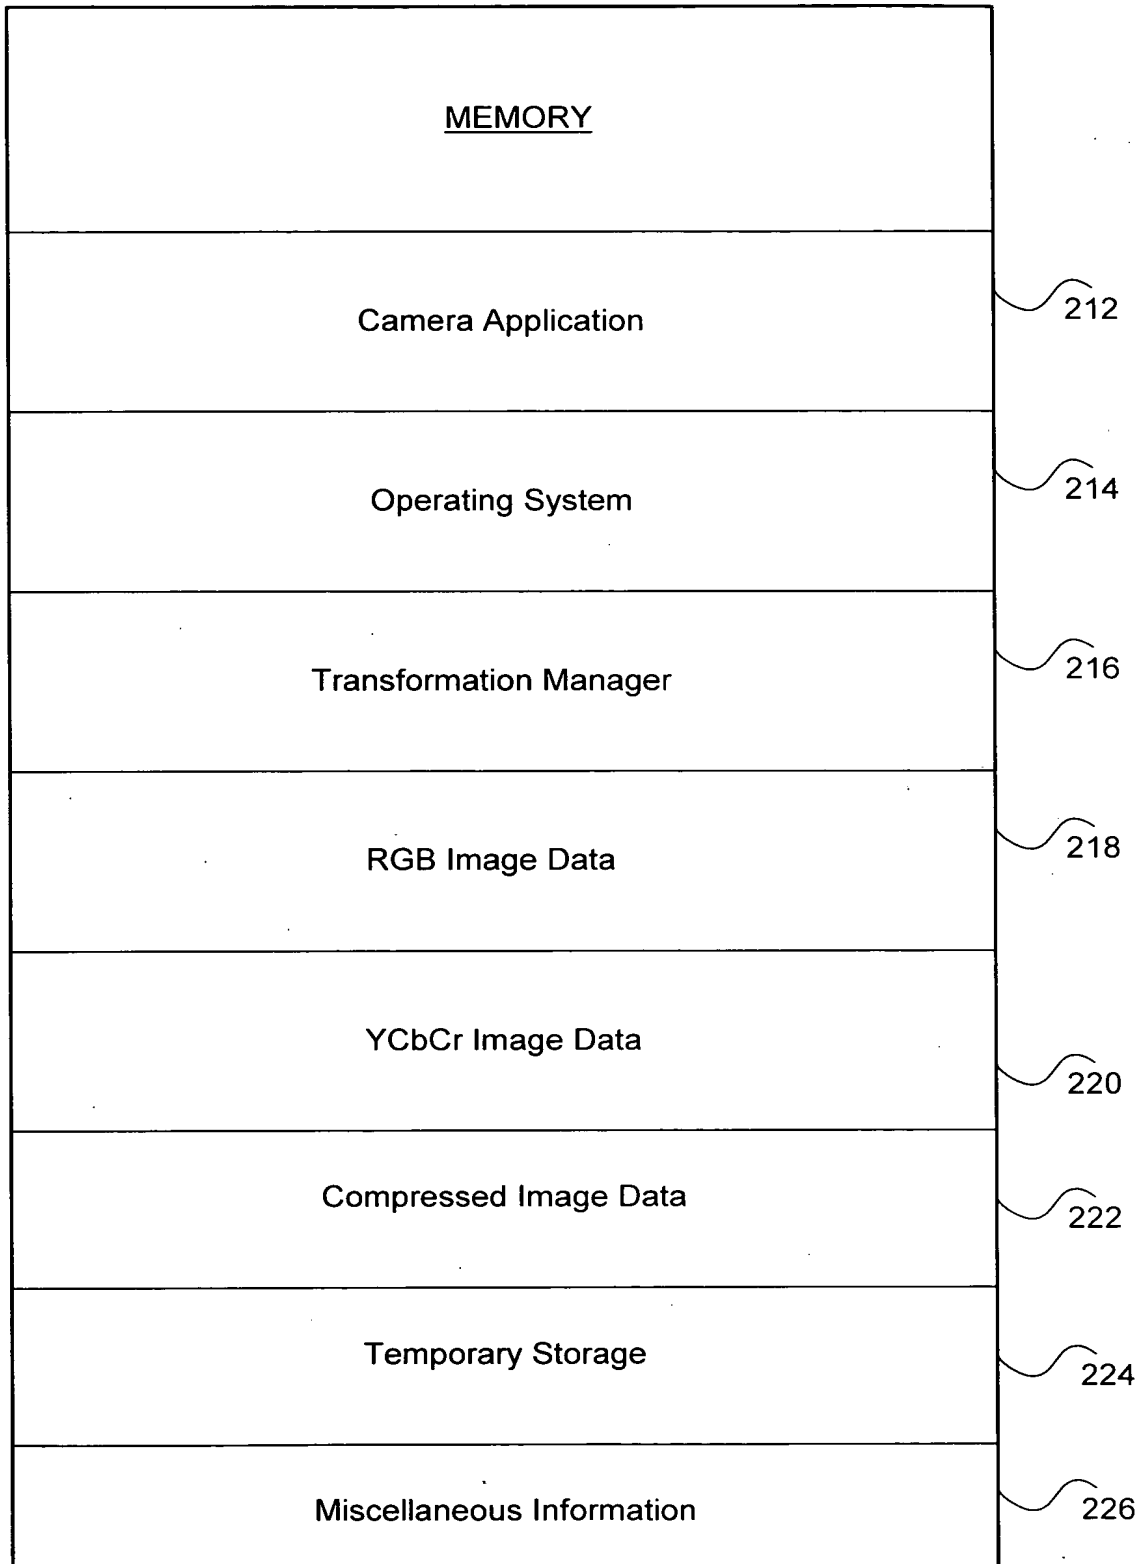 MEMORY
Camera Application
212
Operating System
214
Transformation Manager
216
RGB Image Data
218
YCbCr Image Data
220
Compressed Image Data
222
Temporary Storage
224
Miscellaneous Information
226